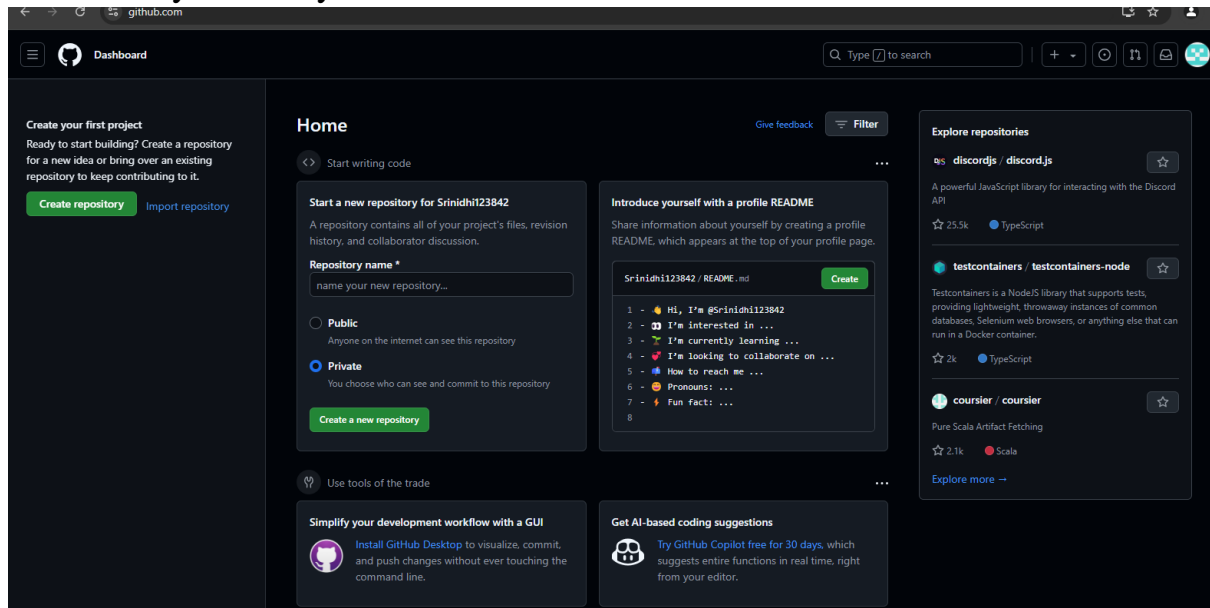 github.com
Dashboard
Type / to search
Create your first project
Ready to start building? Create a repository
for a new idea or bring over an existing
repository to keep contributing to it.
Create repository
Import repository
Home
Give feedback
Filter
Start writing code
Start a new repository for Srinidhi123842
A repository contains all of your project's files, revision
history, and collaborator discussion.
Repository name *
name your new repository...
Public
Anyone on the internet can see this repository
Private
You choose who can see and commit to this repository
Create a new repository
Introduce yourself with a profile README
Share information about yourself by creating a profile
README, which appears at the top of your profile page.
Srinidhi123842 / README.md
Create
1 - 👋 Hi, I'm @Srinidhi123842
2 - 👀 I'm interested in ...
3 - 🌱 I'm currently learning ...
4 - 💞️ I'm looking to collaborate on ...
5 - 📫 How to reach me ...
6 - 😄 Pronouns: ...
7 - ⚡ Fun fact: ...
8
Use tools of the trade
Simplify your development workflow with a GUI
Install GitHub Desktop to visualize, commit,
and push changes without ever touching the
command line.
Get AI-based coding suggestions
Try GitHub Copilot free for 30 days, which
suggests entire functions in real time, right
from your editor.
Explore repositories
discordjs / discord.js
A powerful JavaScript library for interacting with the Discord
API
25.5k TypeScript
testcontainers / testcontainers-node
Testcontainers is a NodeJS library that supports tests,
providing lightweight, throwaway instances of common
databases, Selenium web browsers, or anything else that can
run in a Docker container.
2k TypeScript
coursier / coursier
Pure Scala Artifact Fetching
2.1k Scala
Explore more →